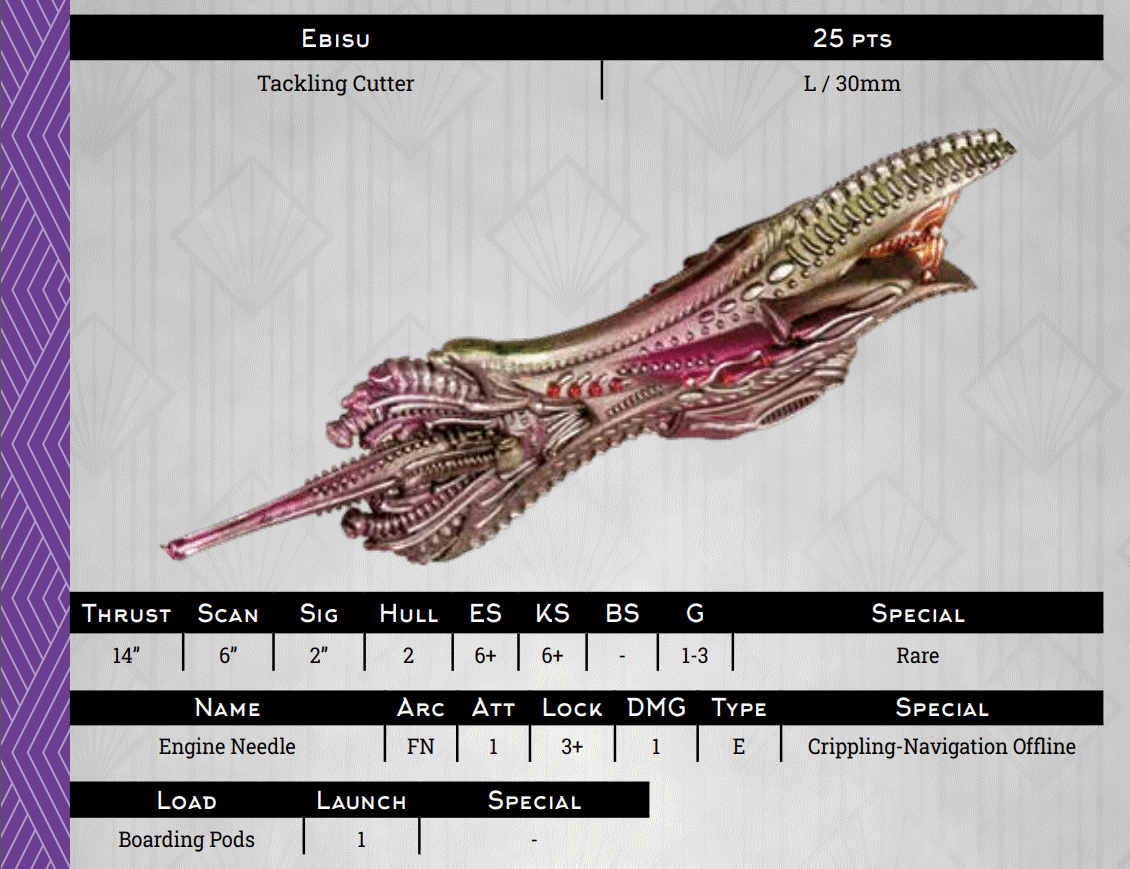 Ebisu 25 pts
Tackling Cutter L / 30mm
Thrust Scan Sig Hull ES KS BS G Special
14” 6” 2” 2 6+ 6+ - 1-3 Rare
Name Arc Att Lock DMG Type Special
Engine Needle FN 1 3+ 1 E Crippling-Navigation Offline
Load Launch Special
Boarding Pods 1 -